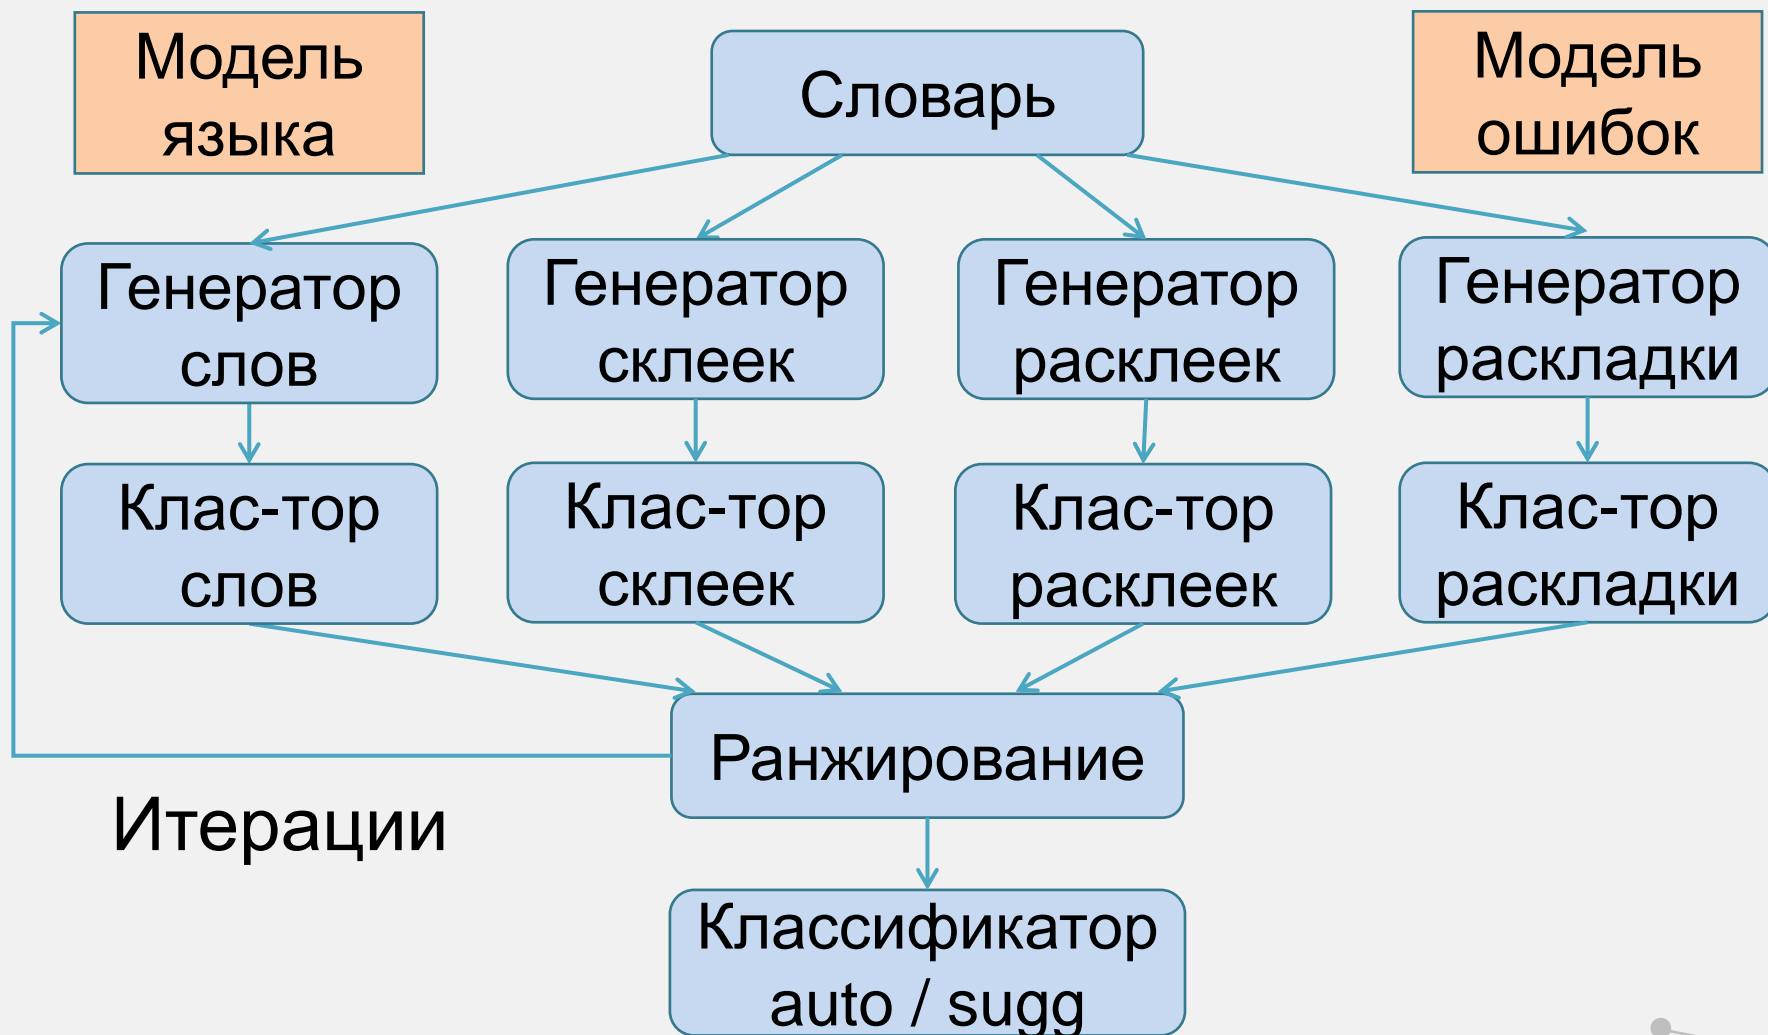 Модель
языка
Словарь
Модель
ошибок
Генератор
слов
Генератор
склеек
Генератор
расклеек
Генератор
раскладки
Клас-тор
слов
Клас-тор
склеек
Клас-тор
расклеек
Клас-тор
раскладки
Ранжирование
Итерации
Классификатор
auto / sugg